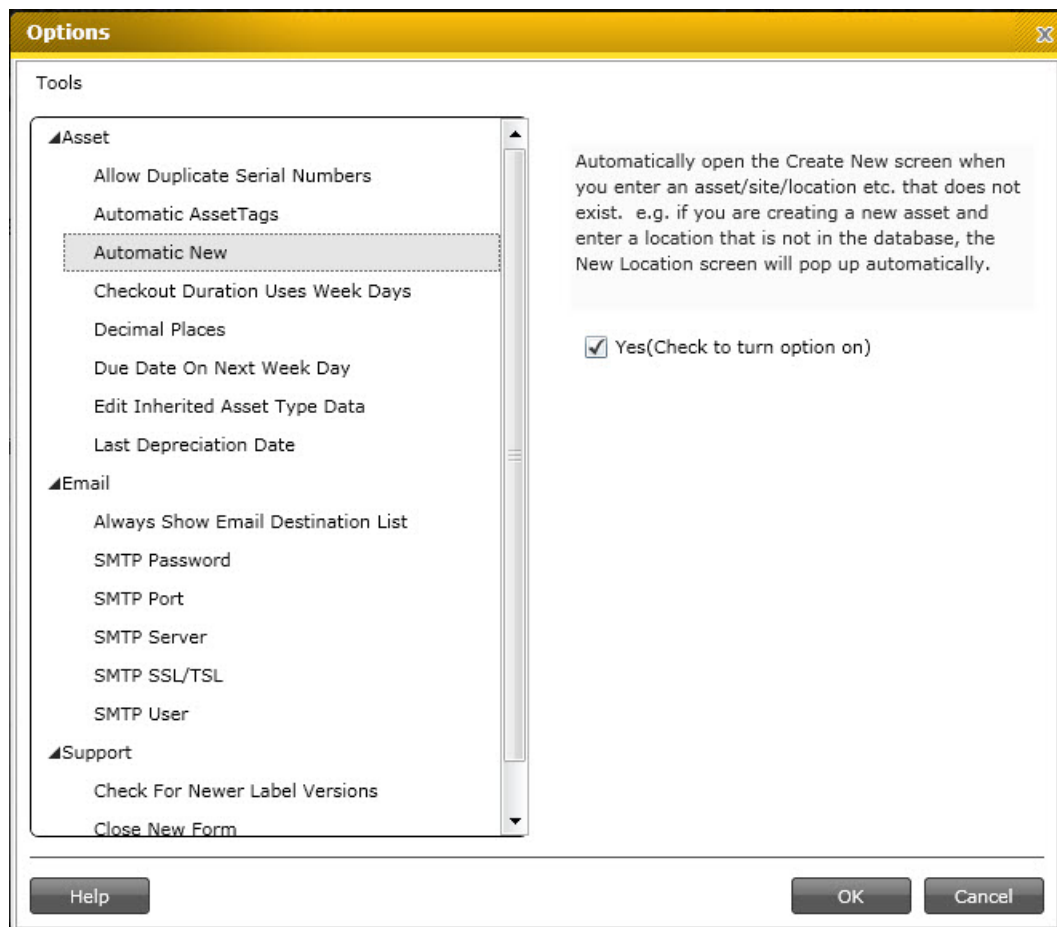 Options
Tools
Asset
Allow Duplicate Serial Numbers
Automatic AssetTags
Automatic New
Checkout Duration Uses Week Days
Decimal Places
Due Date On Next Week Day
Edit Inherited Asset Type Data
Last Depreciation Date
Email
Always Show Email Destination List
SMTP Password
SMTP Port
SMTP Server
SMTP SSL/TSL
SMTP User
Support
Check For Newer Label Versions
Close New Form
Automatically open the Create New screen when
you enter an asset/site/location etc. that does not
exist.  e.g. if you are creating a new asset and
enter a location that is not in the database, the
New Location screen will pop up automatically.
Yes(Check to turn option on)
Help
OK
Cancel